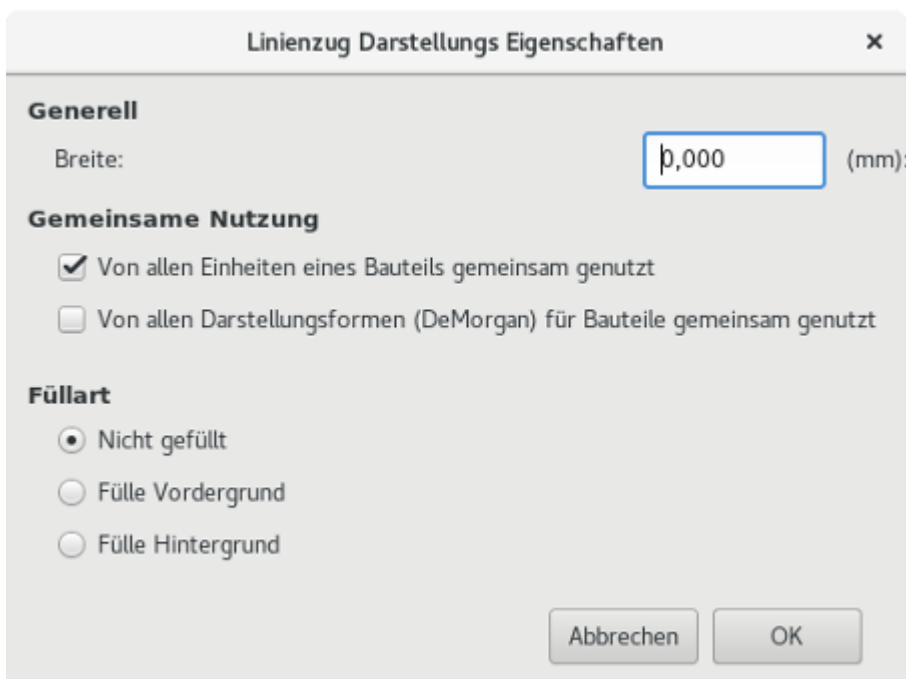 Linienzug Darstellungs Eigenschaften
Generell
Breite: 0,000 (mm):
Gemeinsame Nutzung
Von allen Einheiten eines Bauteils gemeinsam genutzt
Von allen Darstellungsformen (DeMorgan) für Bauteile gemeinsam genutzt
Füllart
Nicht gefüllt
Fülle Vordergrund
Fülle Hintergrund
Abbrechen OK